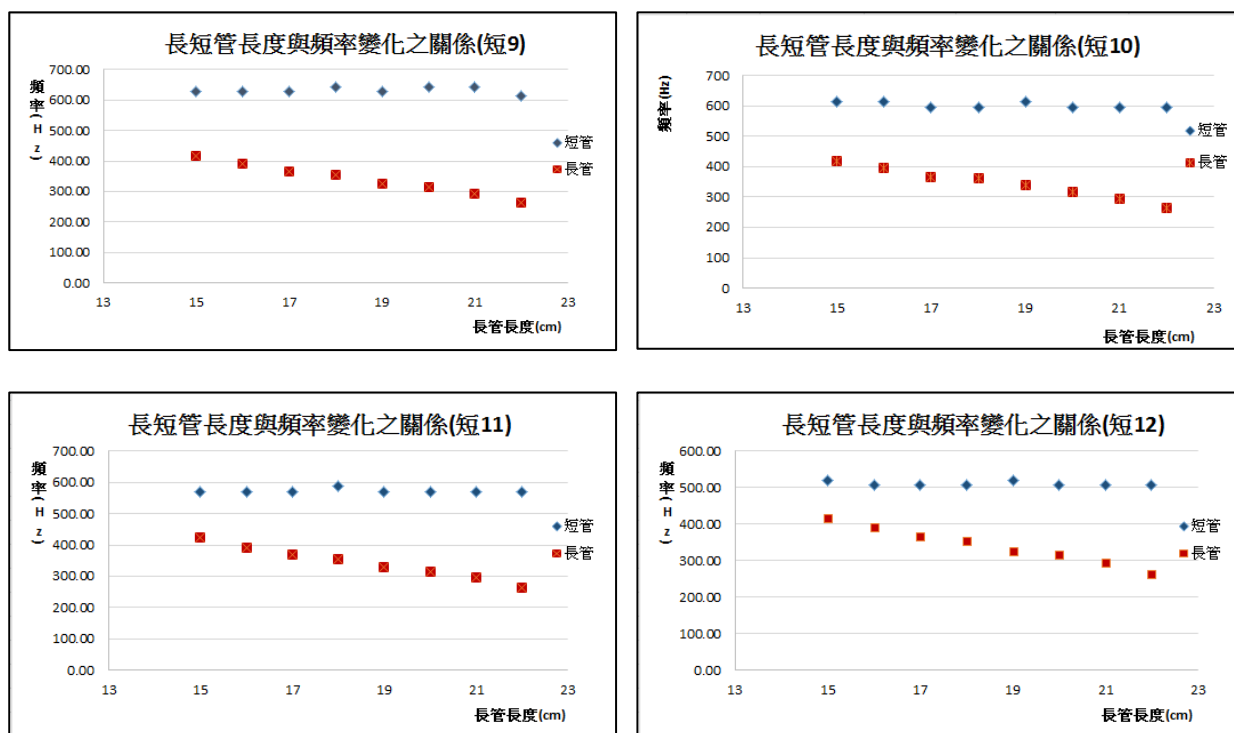 長短管長度與頻率變化之關係(短9)
頻率(Hz)
700.00
600.00
500.00
400.00
300.00
200.00
100.00
0.00
13 15 17 19 21 23
長管長度(cm)
短管
長管
長短管長度與頻率變化之關係(短10)
頻率(Hz)
700
600
500
400
300
200
100
0
13 15 17 19 21 23
長管長度(cm)
短管
長管
長短管長度與頻率變化之關係(短11)
頻率(Hz)
700.00
600.00
500.00
400.00
300.00
200.00
100.00
0.00
13 15 17 19 21 23
長管長度(cm)
短管
長管
長短管長度與頻率變化之關係(短12)
頻率(Hz)
600.00
500.00
400.00
300.00
200.00
100.00
0.00
13 15 17 19 21 23
長管長度(cm)
短管
長管